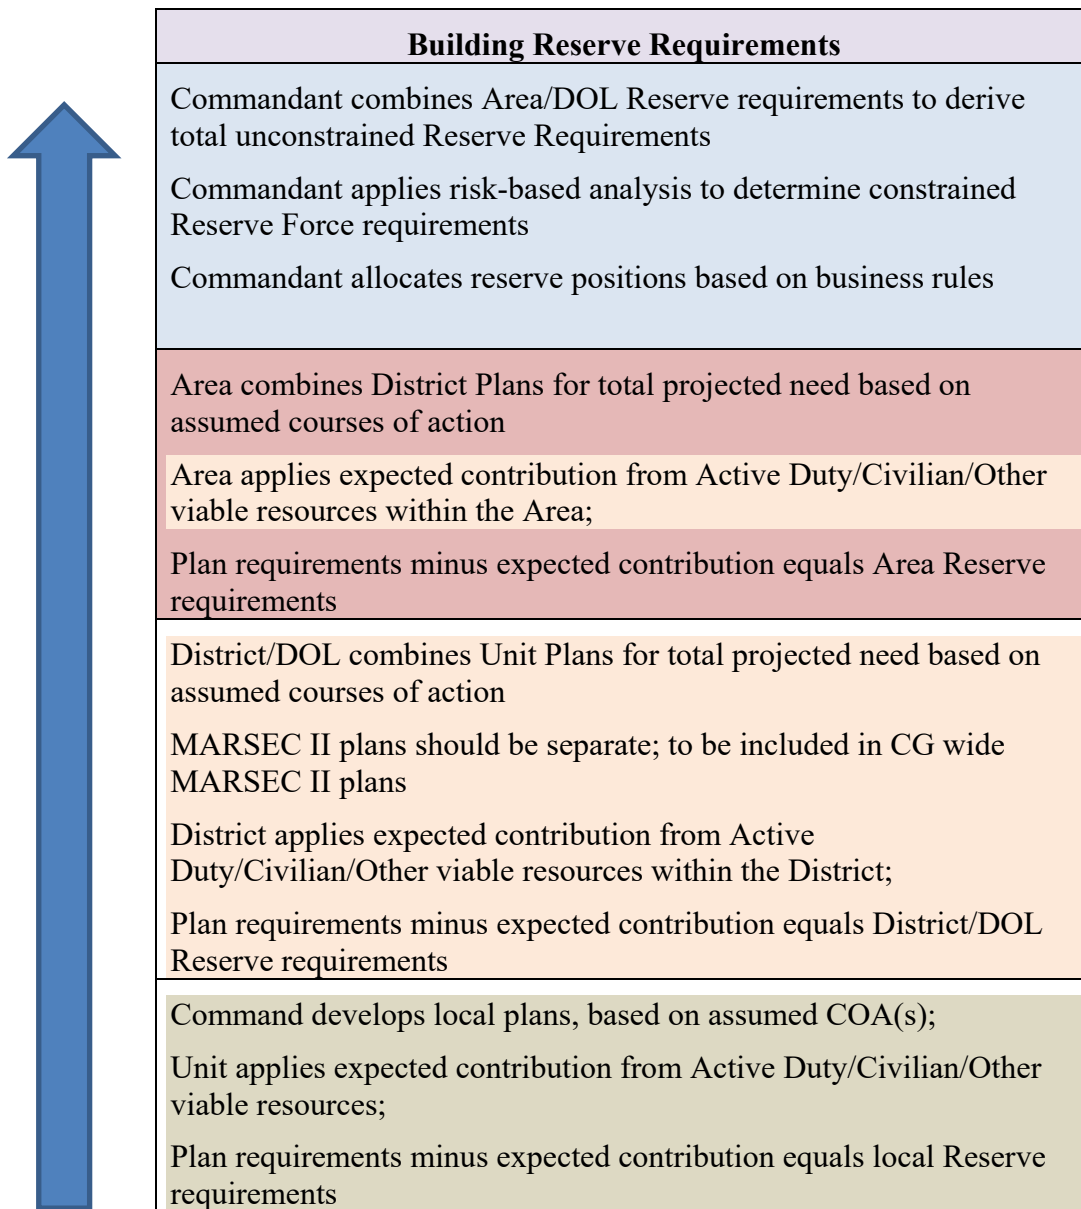 Building Reserve Requirements
Commandant combines Area/DOL Reserve requirements to derive
total unconstrained Reserve Requirements
Commandant applies risk-based analysis to determine constrained
Reserve Force requirements
Commandant allocates reserve positions based on business rules
Area combines District Plans for total projected need based on
assumed courses of action
Area applies expected contribution from Active Duty/Civilian/Other
viable resources within the Area;
Plan requirements minus expected contribution equals Area Reserve
requirements
District/DOL combines Unit Plans for total projected need based on
assumed courses of action
MARSEC II plans should be separate; to be included in CG wide
MARSEC II plans
District applies expected contribution from Active
Duty/Civilian/Other viable resources within the District;
Plan requirements minus expected contribution equals District/DOL
Reserve requirements
Command develops local plans, based on assumed COA(s);
Unit applies expected contribution from Active Duty/Civilian/Other
viable resources;
Plan requirements minus expected contribution equals local Reserve
requirements